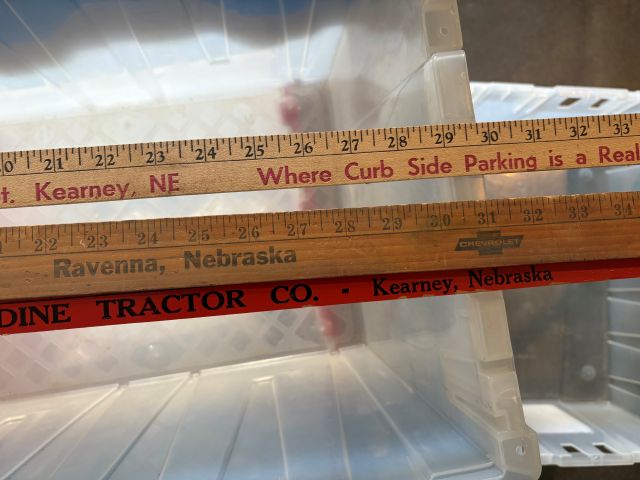 20 21 22 23 24 25 26 27 28 29 30 31 32 33
St. Kearney, NE Where Curb Side Parking is a Real
22 23 24 25 26 27 28 29 30 31 32 33 34
Ravenna, Nebraska CHEVROLET
DINE TRACTOR CO. - Kearney, Nebraska